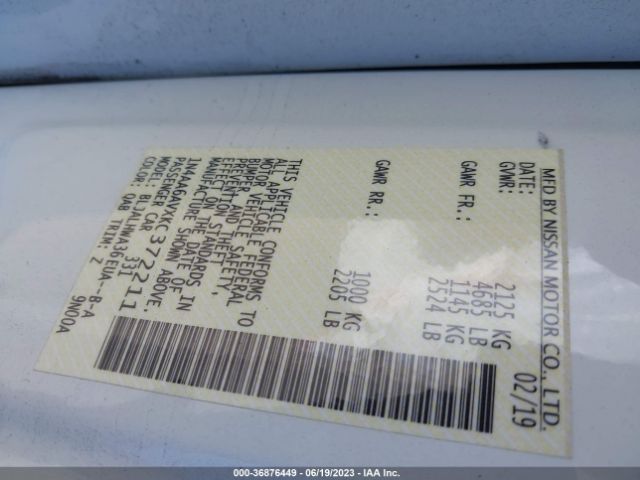 MFD BY NISSAN MOTOR CO., LTD.
DATE: 02/19
GVWR: 2125 KG
4685 LB
GAWR FR.: 1145 KG
2524 LB
GAWR RR.: 1000 KG
2205 LB
THIS VEHICLE CONFORMS TO
ALL APPLICABLE FEDERAL
MOTOR VEHICLE SAFETY,
BUMPER, AND THEFT
PREVENTION STANDARDS IN
EFFECT ON THE DATE OF
MANUFACTURE SHOWN ABOVE.
1N4AA6AVXKC372211
PASSENGER CAR 331
MODEL: BLJALHWA36EUA--B-A
COLOR: QAB TRIM: Z 9N00A
000-36876449 - 06/19/2023 - IAA Inc.